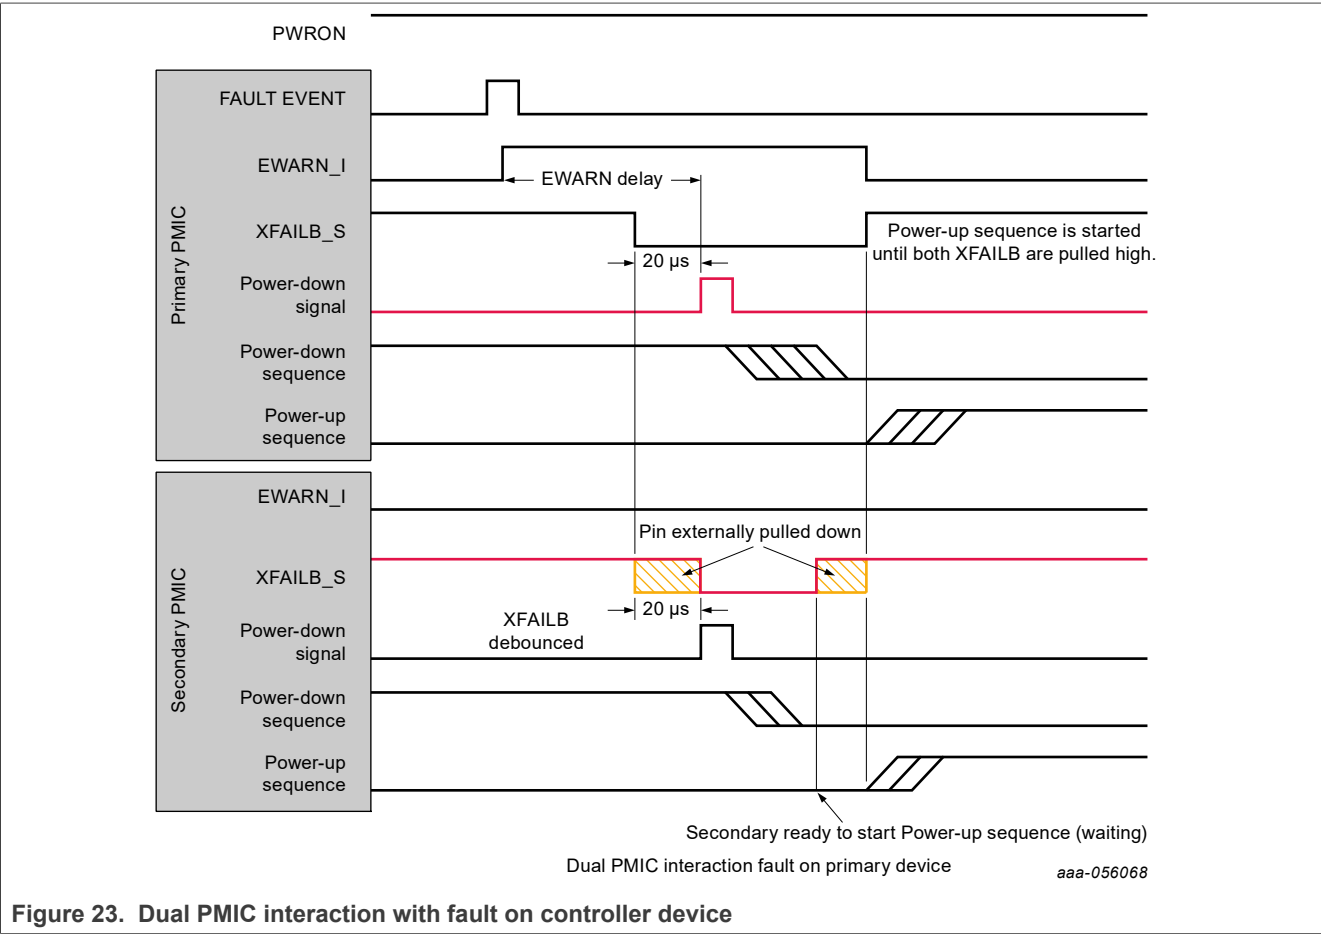 PWRON
FAULT EVENT
EWARN_I
EWARN delay
XFAILB_S
Power-up sequence is started
until both XFAILB are pulled high.
20 μs
Power-down
signal
Primary PMIC
Power-down
sequence
Power-up
sequence
EWARN_I
Pin externally pulled down
XFAILB_S
20 μs
XFAILB
debounced
Power-down
signal
Secondary PMIC
Power-down
sequence
Power-up
sequence
Secondary ready to start Power-up sequence (waiting)
Dual PMIC interaction fault on primary device
aaa-056068
Figure 23. Dual PMIC interaction with fault on controller device